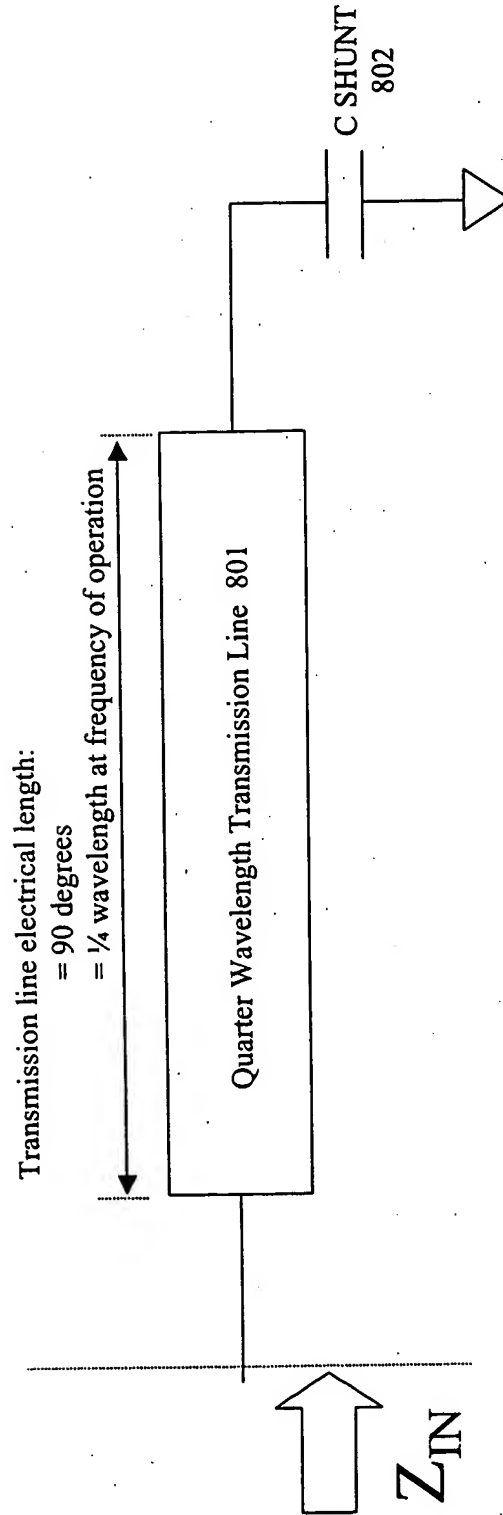 Transmission line electrical length:
= 90 degrees
= ¼ wavelength at frequency of operation
Quarter Wavelength Transmission Line 801
C SHUNT
802
Z_IN